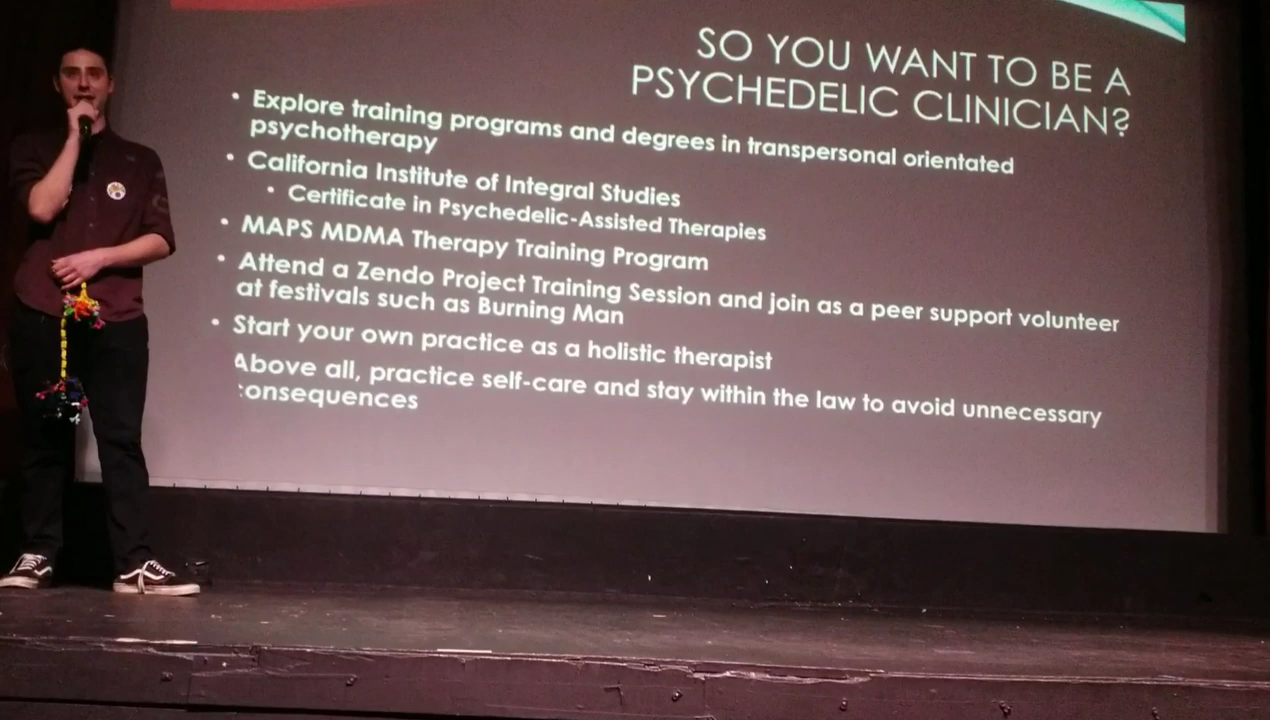 SO YOU WANT TO BE A
PSYCHEDELIC CLINICIAN?
• Explore training programs and degrees in transpersonal orientated
psychotherapy
• California Institute of Integral Studies
• Certificate in Psychedelic-Assisted Therapies
• MAPS MDMA Therapy Training Program
• Attend a Zendo Project Training Session and join as a peer support volunteer
at festivals such as Burning Man
• Start your own practice as a holistic therapist
Above all, practice self-care and stay within the law to avoid unnecessary
consequences